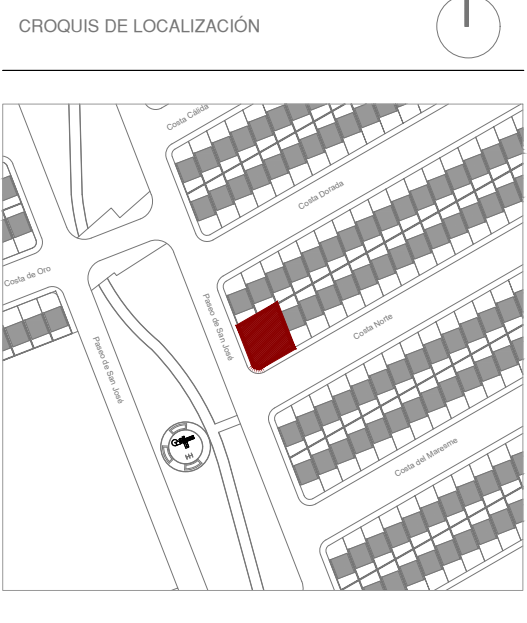 CROQUIS DE LOCALIZACIÓN
Costa Cálida
Costa Dorada
Costa de Oro
Paseo de San José
Costa Norte
Paseo de San José
Costa del Maresme